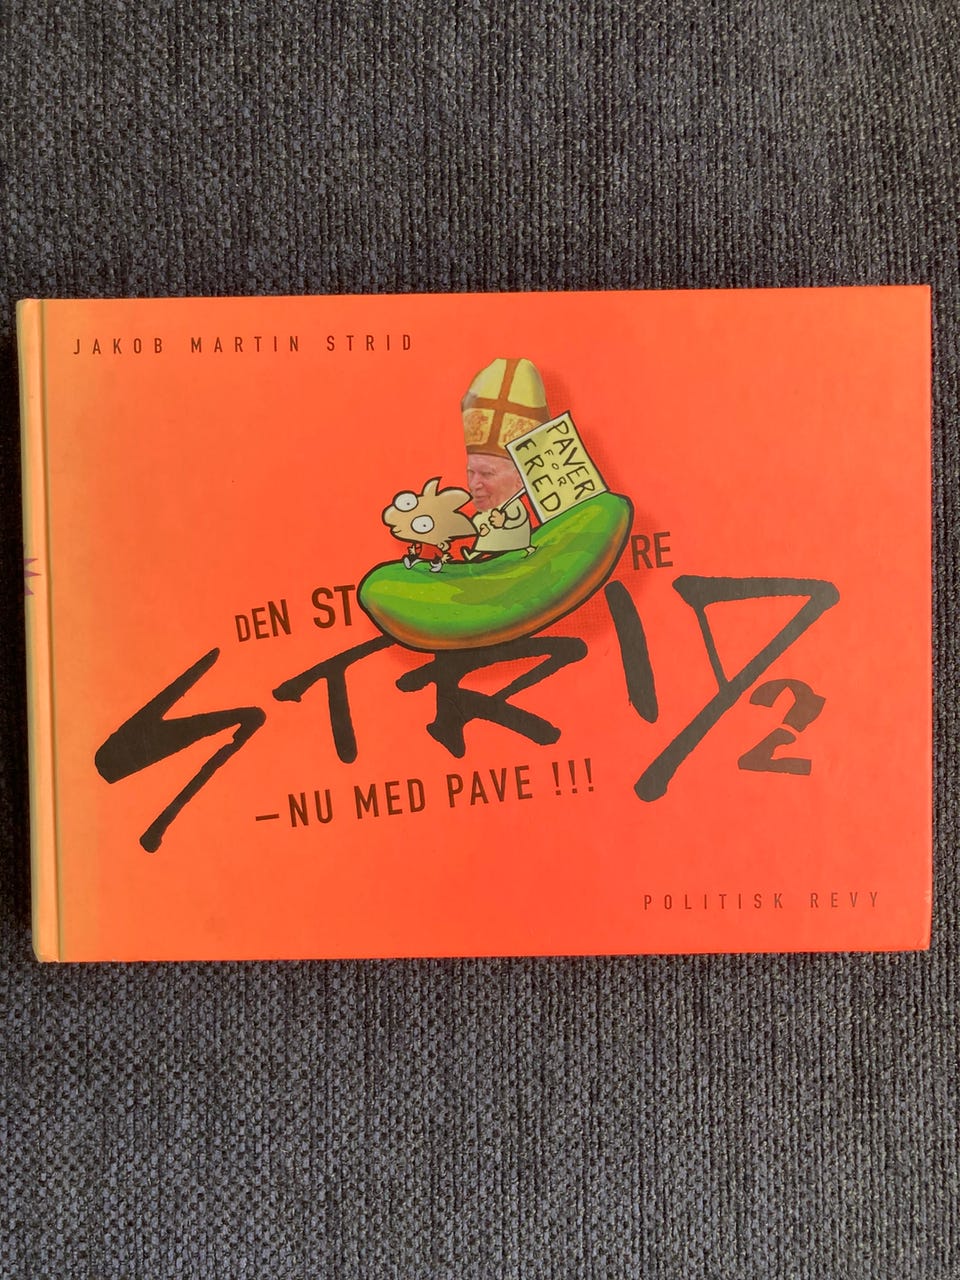 JAKOB MARTIN STRID
PAVER
FOR
FRED
DEN ST RE
STRID 2
–NU MED PAVE !!!
POLITISK REVY